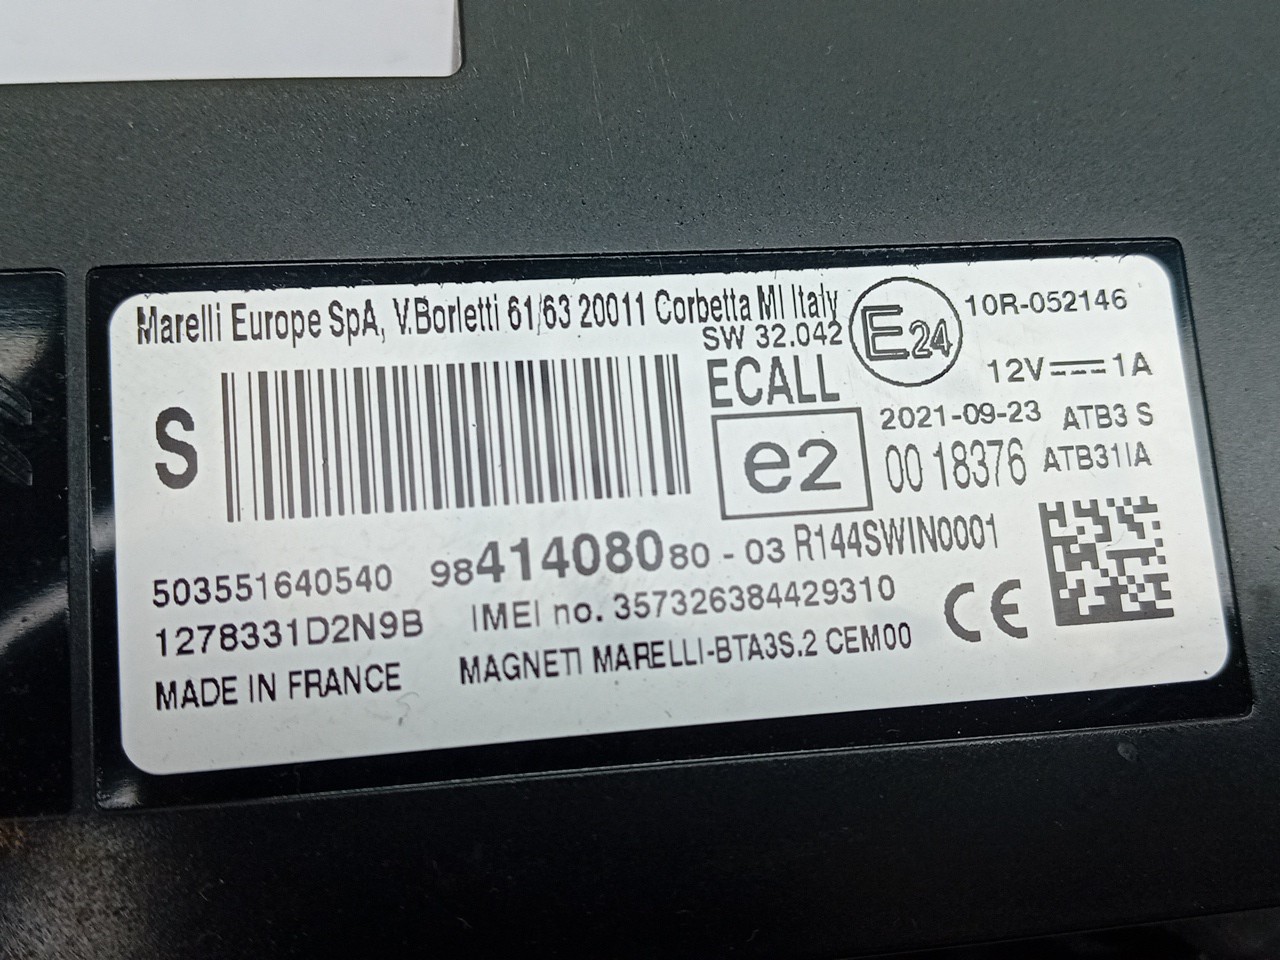 Marelli Europe SpA, V.Borletti 61/63 20011 Corbetta MI Italy
SW 32.042
E24
10R-052146
ECALL
12V 1A
S
e2
2021-09-23 ATB3 S
00 18376 ATB31IA
503551640540 9841408080-03 R144SWIN0001
1278331D2N9B IMEI no. 357326384429310
CE
MADE IN FRANCE MAGNETI MARELLI-BTA3S.2 CEM00